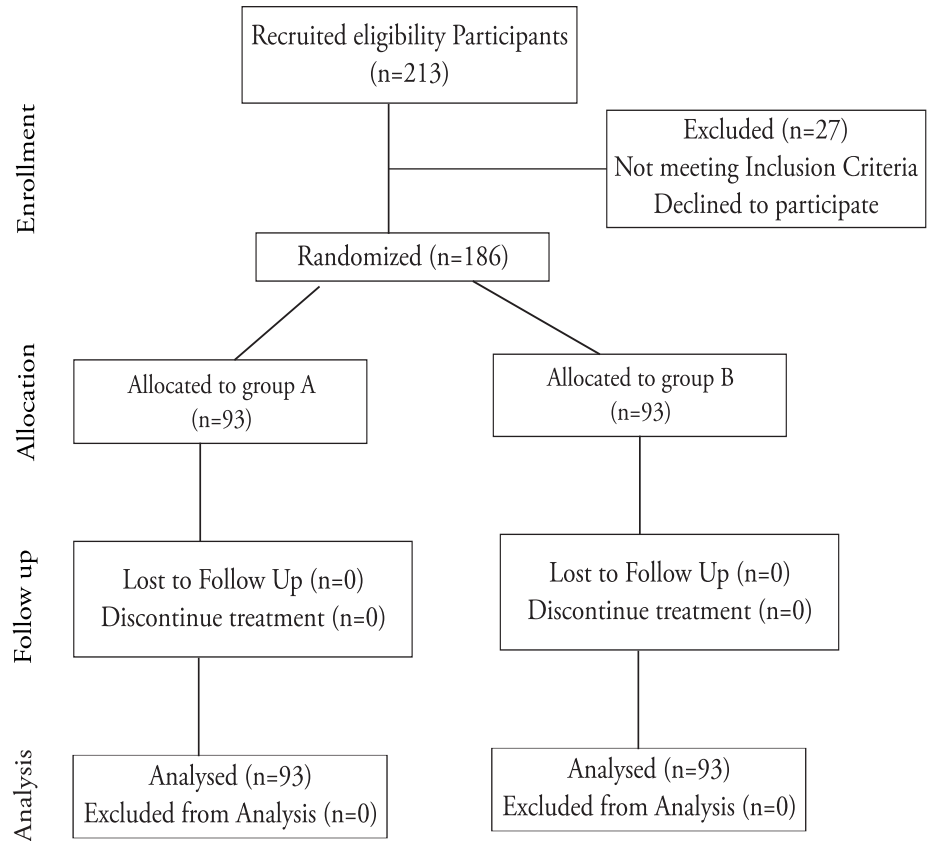 Recruited eligibility Participants
(n=213)
Enrollment
Excluded (n=27)
Not meeting Inclusion Criteria
Declined to participate
Randomized (n=186)
Allocation
Allocated to group A
(n=93)
Allocated to group B
(n=93)
Follow up
Lost to Follow Up (n=0)
Discontinue treatment (n=0)
Lost to Follow Up (n=0)
Discontinue treatment (n=0)
Analysis
Analysed (n=93)
Excluded from Analysis (n=0)
Analysed (n=93)
Excluded from Analysis (n=0)